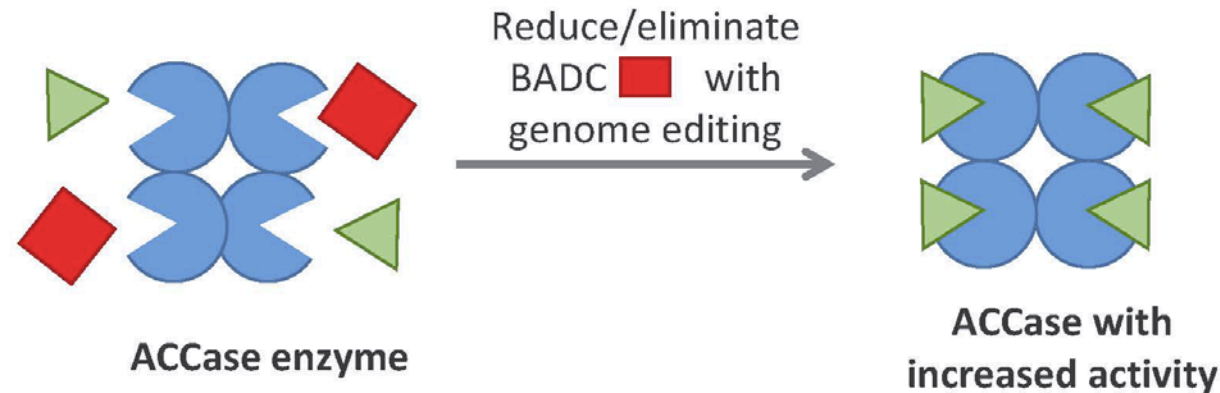 Reduce/eliminate
BADC with
genome editing
ACCase enzyme
ACCase with
increased activity